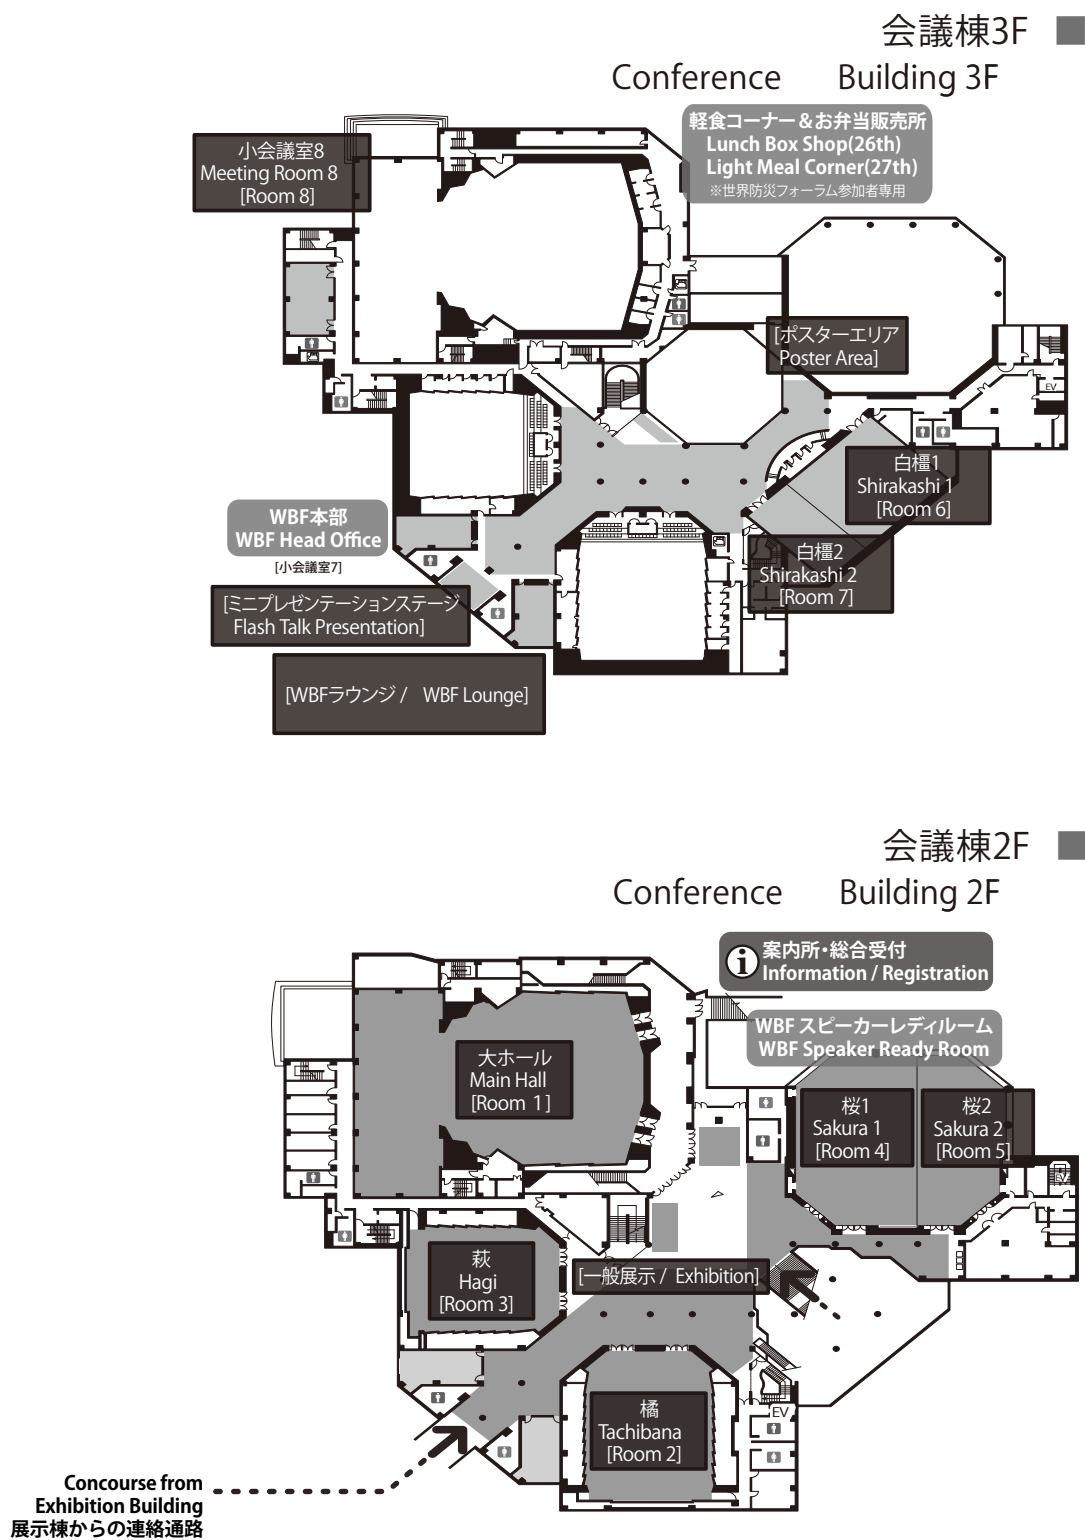 会議棟3F
Conference Building 3F
軽食コーナー&お弁当販売所
Lunch Box Shop(26th)
Light Meal Corner(27th)
※世界防災フォーラム参加者専用
小会議室8
Meeting Room 8
[Room 8]
[ポスターエリア
Poster Area]
EV
白橿1
Shirakashi 1
[Room 6]
WBF本部
WBF Head Office
[小会議室7]
白橿2
Shirakashi 2
[Room 7]
[ミニプレゼンテーションステージ
Flash Talk Presentation]
[WBFラウンジ / WBF Lounge]
会議棟2F
Conference Building 2F
i
案内所・総合受付
Information / Registration
WBF スピーカーレディルーム
WBF Speaker Ready Room
大ホール
Main Hall
[Room 1]
桜1
Sakura 1
[Room 4]
桜2
Sakura 2
[Room 5]
EV
萩
Hagi
[Room 3]
[一般展示 / Exhibition]
橘
Tachibana
[Room 2]
EV
Concourse from
Exhibition Building
展示棟からの連絡通路